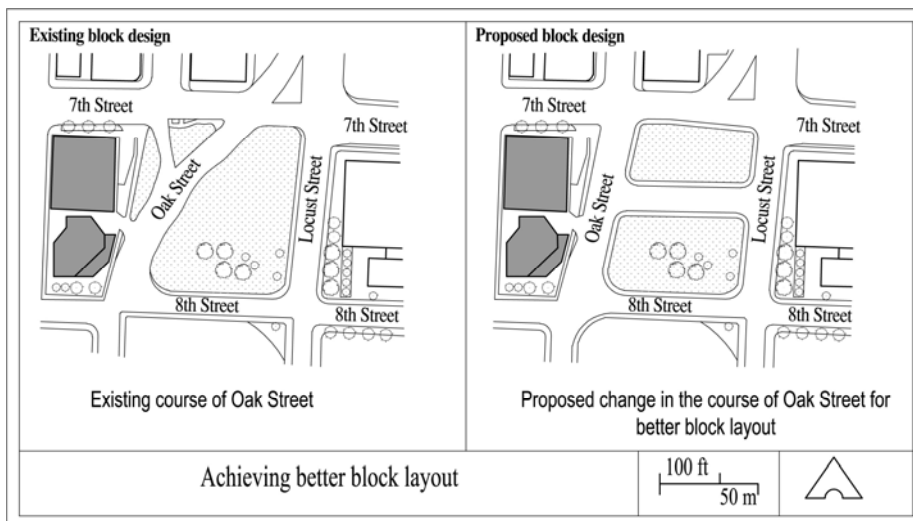 Existing block design
7th Street
7th Street
Oak Street
Locust Street
8th Street
8th Street
Existing course of Oak Street
Proposed block design
7th Street
7th Street
Oak Street
Locust Street
8th Street
8th Street
Proposed change in the course of Oak Street for
better block layout
Achieving better block layout
100 ft
50 m